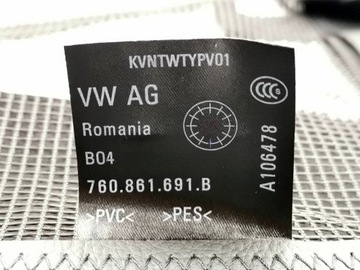 KVNTWTYPV01
VW AG
Romania
B04
760.861.691.B
>PVC< >PES<
A106478